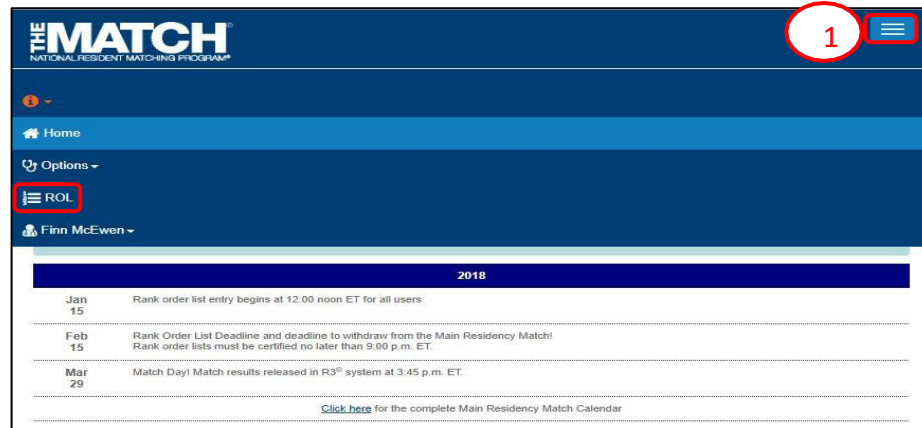 THE MATCH®
NATIONAL RESIDENT MATCHING PROGRAM®
1
Home
Options
ROL
Finn McEwen
2018
Jan 15
Rank order list entry begins at 12:00 noon ET for all users
Feb 15
Rank Order List Deadline and deadline to withdraw from the Main Residency Match!
Rank order lists must be certified no later than 9:00 p.m. ET.
Mar 29
Match Day! Match results released in R3® system at 3:45 p.m. ET.
Click here for the complete Main Residency Match Calendar